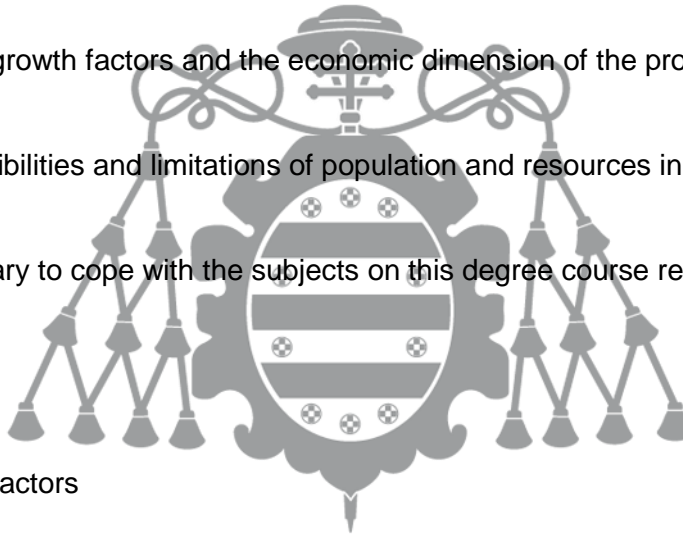 growth factors and the economic dimension of the pro
ibilities and limitations of population and resources in
ary to cope with the subjects on this degree course re
actors